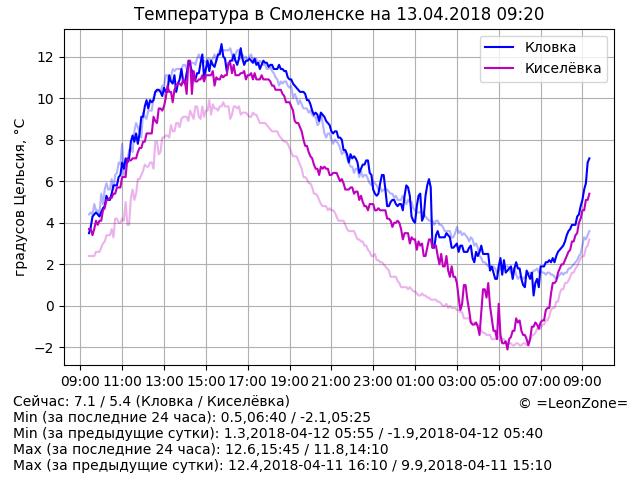 Температура в Смоленске на 13.04.2018 09:20
Кловка
Киселёвка
градусов Цельсия, °C
12
10
8
6
4
2
0
−2
09:00 11:00 13:00 15:00 17:00 19:00 21:00 23:00 01:00 03:00 05:00 07:00 09:00
Сейчас: 7.1 / 5.4 (Кловка / Киселёвка)
© =LeonZone=
Min (за последние 24 часа): 0.5,06:40 / -2.1,05:25
Min (за предыдущие сутки): 1.3,2018-04-12 05:55 / -1.9,2018-04-12 05:40
Max (за последние 24 часа): 12.6,15:45 / 11.8,14:10
Max (за предыдущие сутки): 12.4,2018-04-11 16:10 / 9.9,2018-04-11 15:10